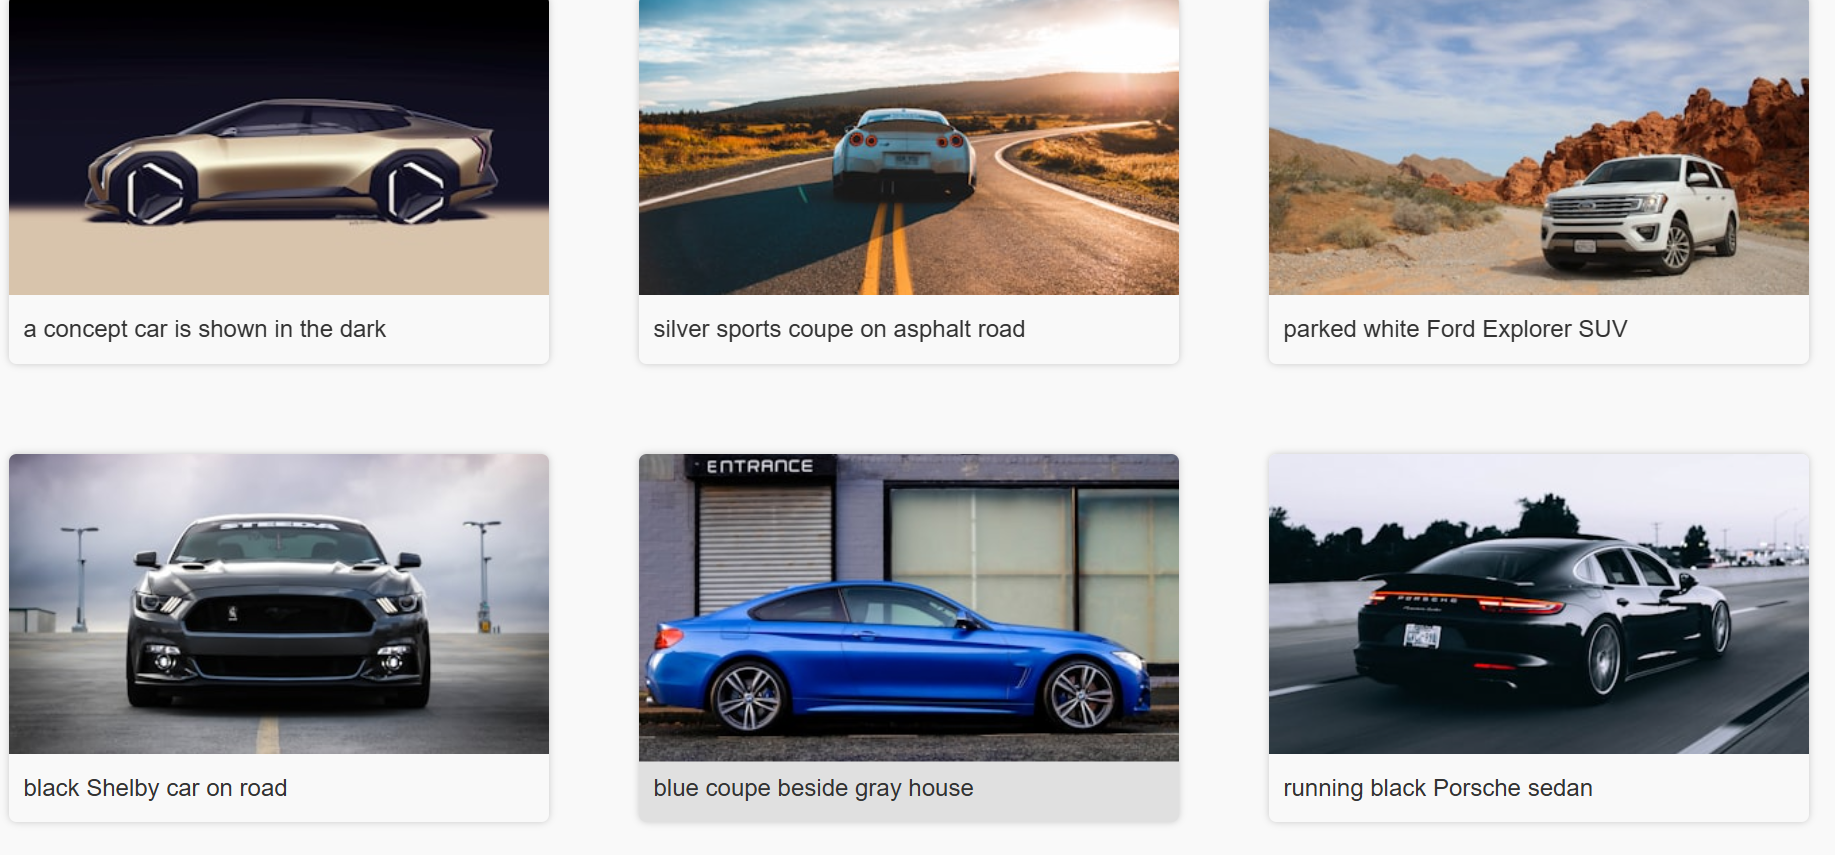 a concept car is shown in the dark
silver sports coupe on asphalt road
parked white Ford Explorer SUV
STEEDA
black Shelby car on road
ENTRANCE
blue coupe beside gray house
PORSCHE
running black Porsche sedan